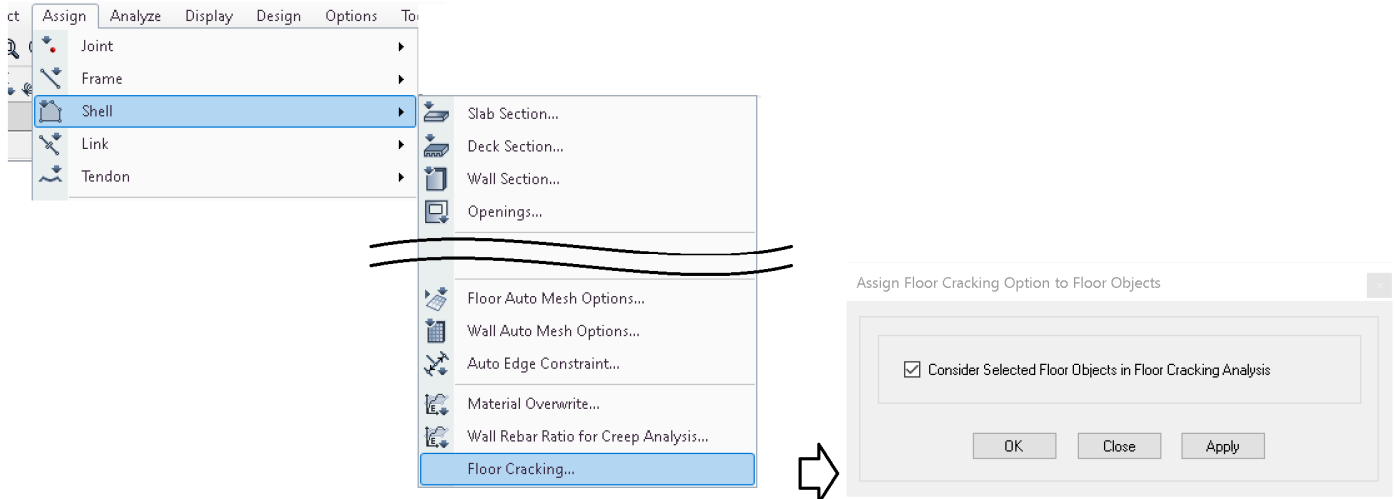 ct Assign Analyze Display Design Options To
Joint
Frame
Shell
Link
Tendon
Slab Section...
Deck Section...
Wall Section...
Openings...
Floor Auto Mesh Options...
Wall Auto Mesh Options...
Auto Edge Constraint...
Material Overwrite...
Wall Rebar Ratio for Creep Analysis...
Floor Cracking...
Assign Floor Cracking Option to Floor Objects
Consider Selected Floor Objects in Floor Cracking Analysis
OK Close Apply